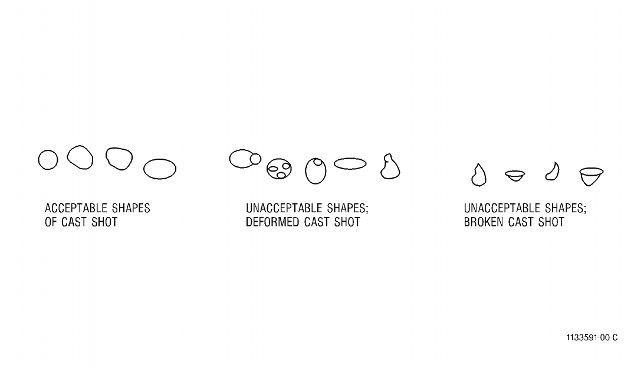 ACCEPTABLE SHAPES
OF CAST SHOT
UNACCEPTABLE SHAPES;
DEFORMED CAST SHOT
UNACCEPTABLE SHAPES;
BROKEN CAST SHOT
1133591-00 C